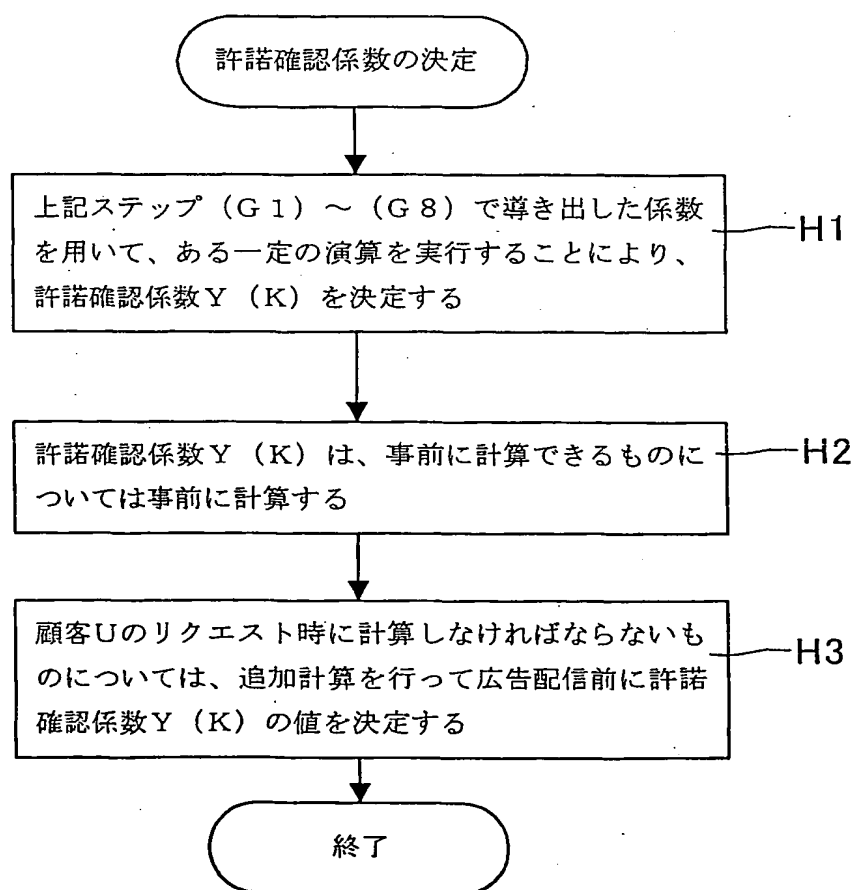 許諾確認係数の決定
上記ステップ（G1）～（G8）で導き出した係数
を用いて、ある一定の演算を実行することにより、
許諾確認係数Y（K）を決定する
H1
許諾確認係数Y（K）は、事前に計算できるものに
ついては事前に計算する
H2
顧客Uのリクエスト時に計算しなければならないも
のについては、追加計算を行って広告配信前に許諾
確認係数Y（K）の値を決定する
H3
終了